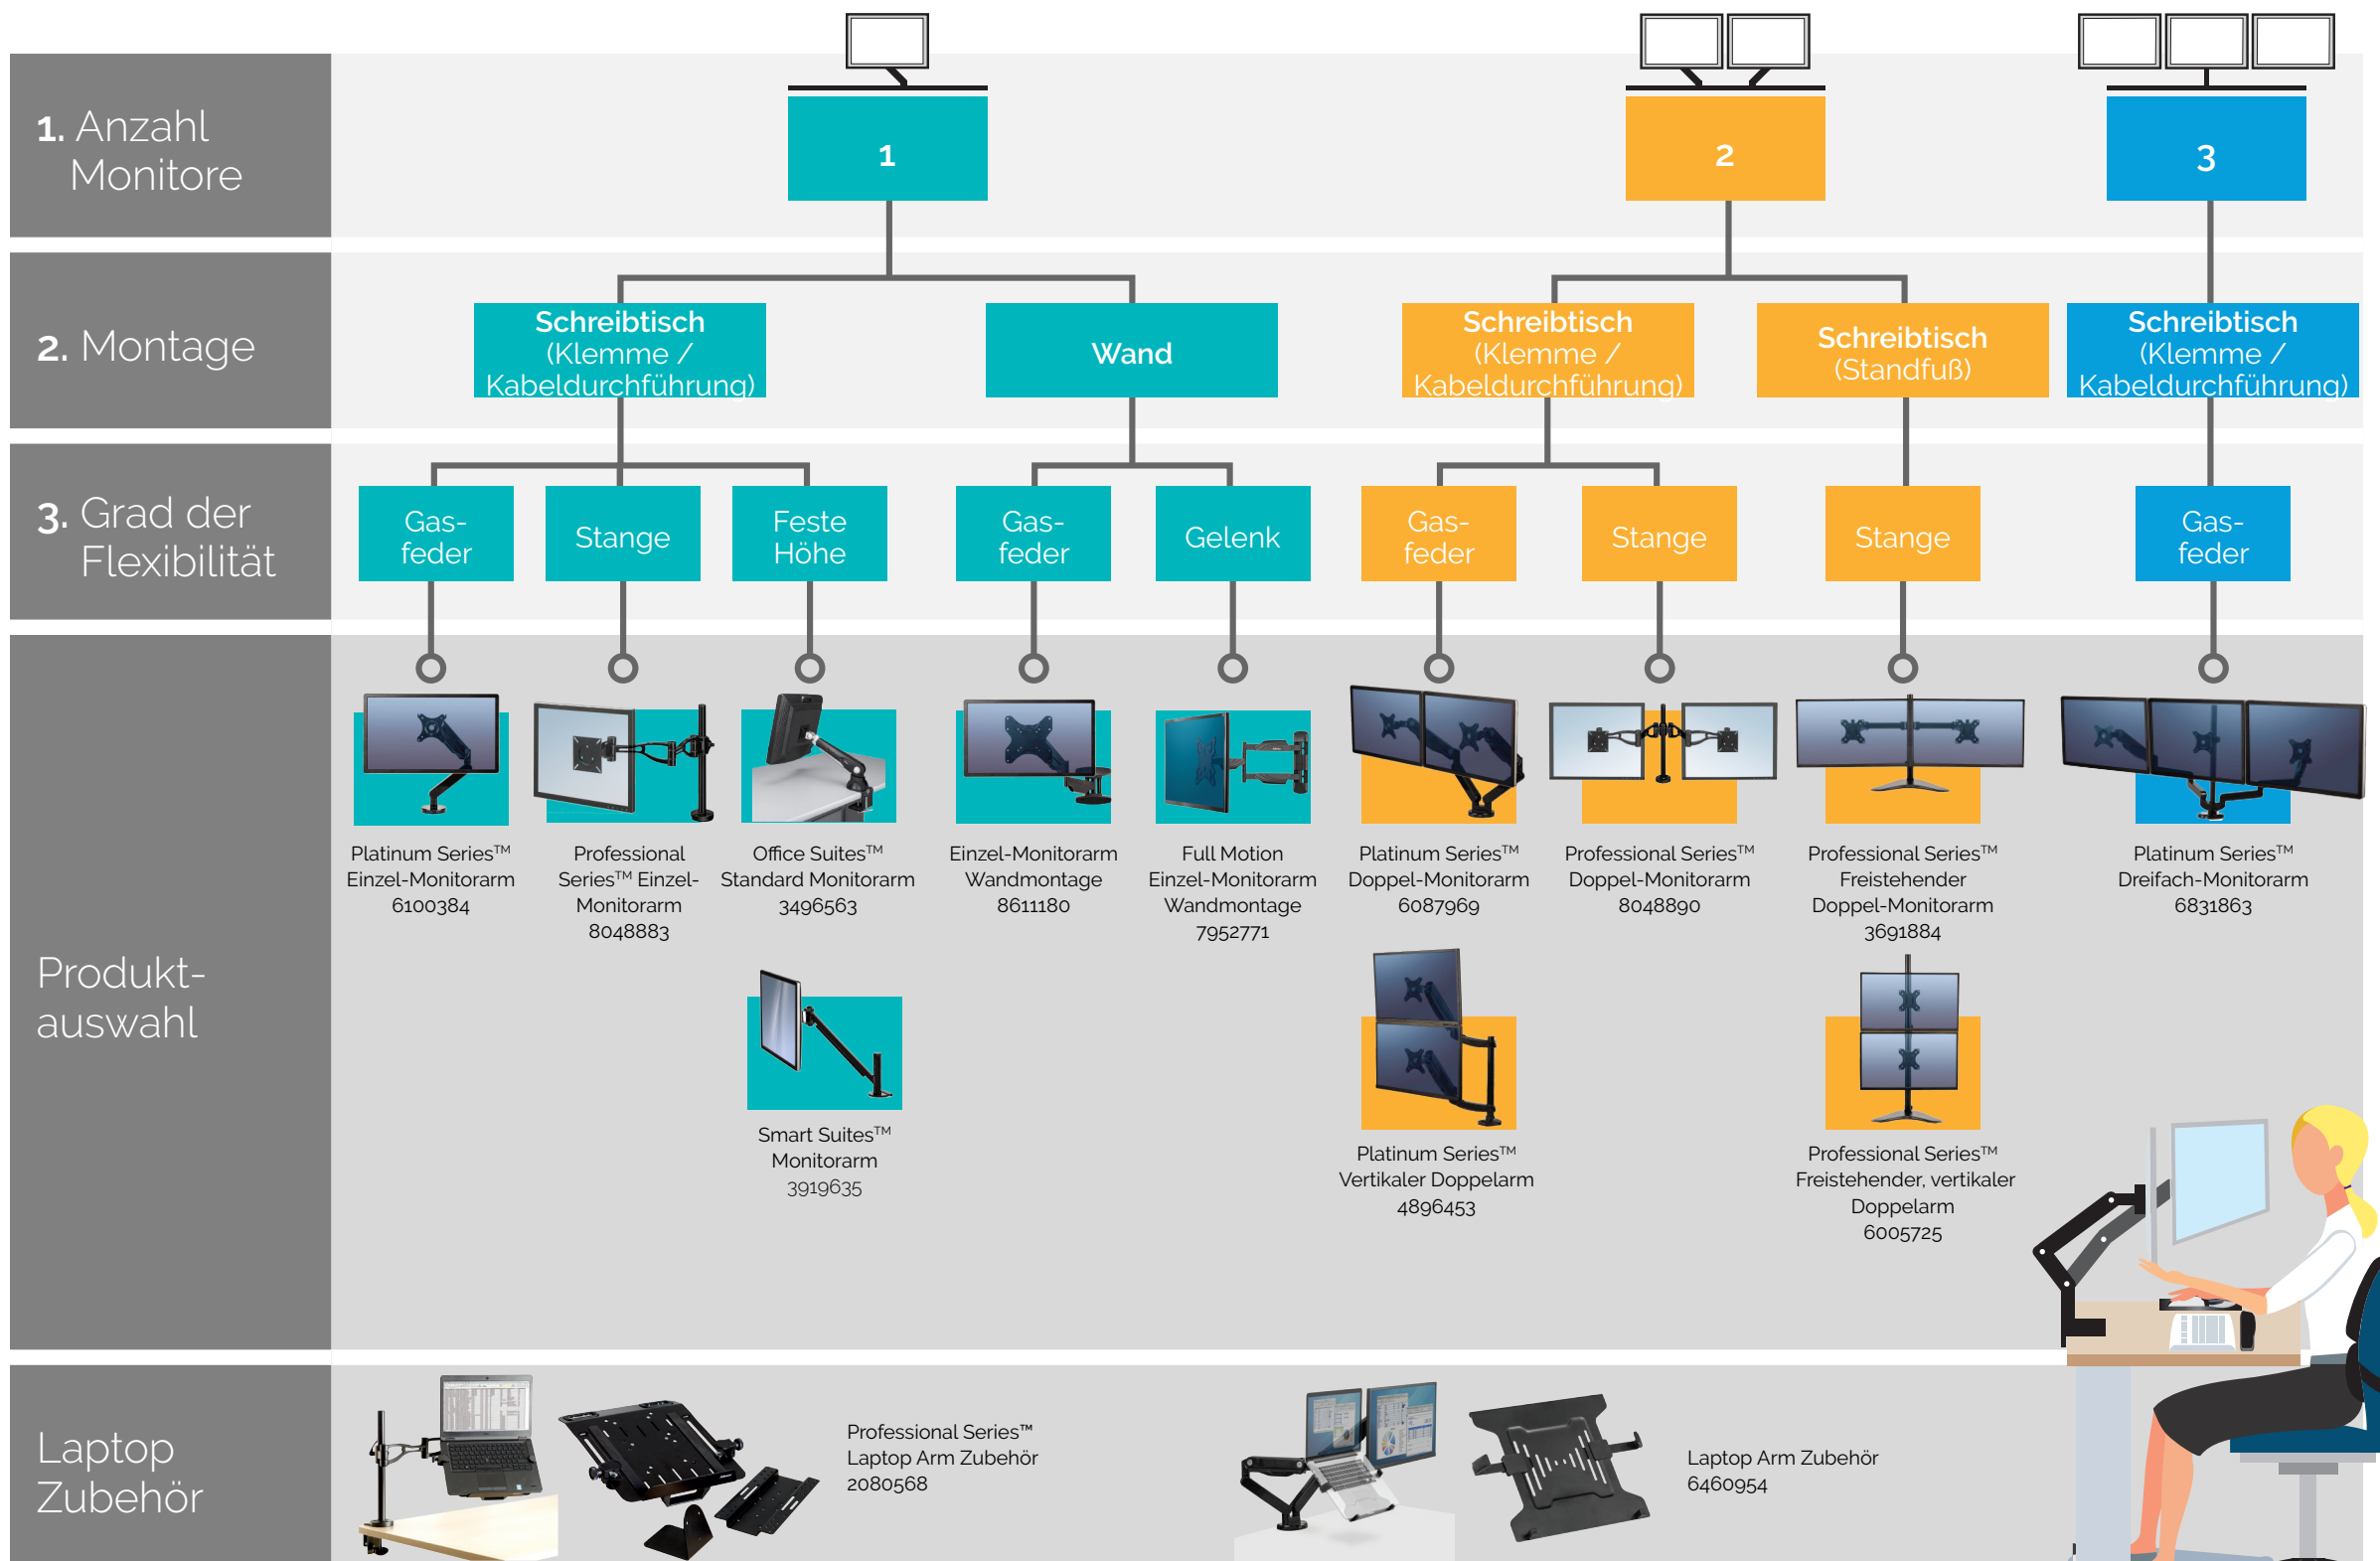 1. Anzahl
Monitore
1
2
3
2. Montage
Schreibtisch
(Klemme /
Kabeldurchführung)
Wand
Schreibtisch
(Klemme /
Kabeldurchführung)
Schreibtisch
(Standfuß)
Schreibtisch
(Klemme /
Kabeldurchführung)
3. Grad der
Flexibilität
Gas-
feder
Stange
Feste
Höhe
Gas-
feder
Gelenk
Gas-
feder
Stange
Stange
Gas-
feder
Produkt-
auswahl
Platinum Series™
Einzel-Monitorarm
6100384
Professional
Series™ Einzel-
Monitorarm
8048883
Office Suites™
Standard Monitorarm
3496563
Einzel-Monitorarm
Wandmontage
8611180
Full Motion
Einzel-Monitorarm
Wandmontage
7952771
Platinum Series™
Doppel-Monitorarm
6087969
Professional Series™
Doppel-Monitorarm
8048890
Professional Series™
Freistehender
Doppel-Monitorarm
3691884
Platinum Series™
Dreifach-Monitorarm
6831863
Smart Suites™
Monitorarm
3919635
Platinum Series™
Vertikaler Doppelarm
4896453
Professional Series™
Freistehender, vertikaler
Doppelarm
6005725
Laptop
Zubehör
Professional Series™
Laptop Arm Zubehör
2080568
Laptop Arm Zubehör
6460954